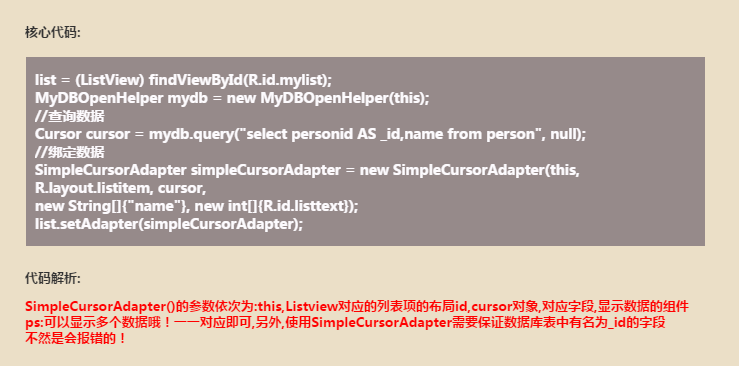 核心代码:
list = (ListView) findViewById(R.id.mylist);
MyDBOpenHelper mydb = new MyDBOpenHelper(this);
//查询数据
Cursor cursor = mydb.query("select personid AS _id,name from person", null);
//绑定数据
SimpleCursorAdapter simpleCursorAdapter = new SimpleCursorAdapter(this,
R.layout.listitem, cursor,
new String[]{"name"}, new int[]{R.id.listtext});
list.setAdapter(simpleCursorAdapter);
代码解析:
SimpleCursorAdapter()的参数依次为:this,Listview对应的列表项的布局id,cursor对象,对应字段,显示数据的组件
ps:可以显示多个数据哦！一一对应即可,另外,使用SimpleCursorAdapter需要保证数据库表中有名为_id的字段
不然是会报错的！